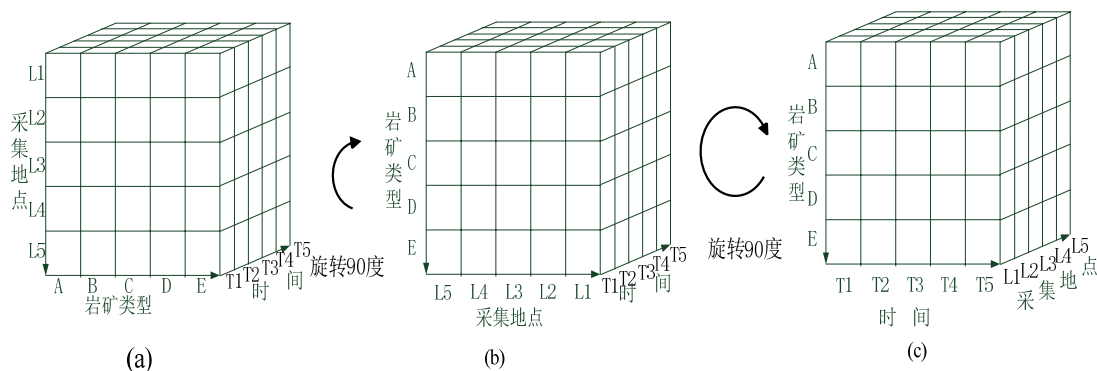 L1
L2
L3
L4
L5
采集地点
A B C D E
岩矿类型
T1 T2 T3 T4 T5
时间
旋转90度
(a)
A
B
C
D
E
岩矿类型
L5 L4 L3 L2 L1
采集地点
T1 T2 T3 T4 T5
时间
旋转90度
(b)
A
B
C
D
E
岩矿类型
T1 T2 T3 T4 T5
时 间
L1 L2 L3 L4 L5
采集地点
(c)